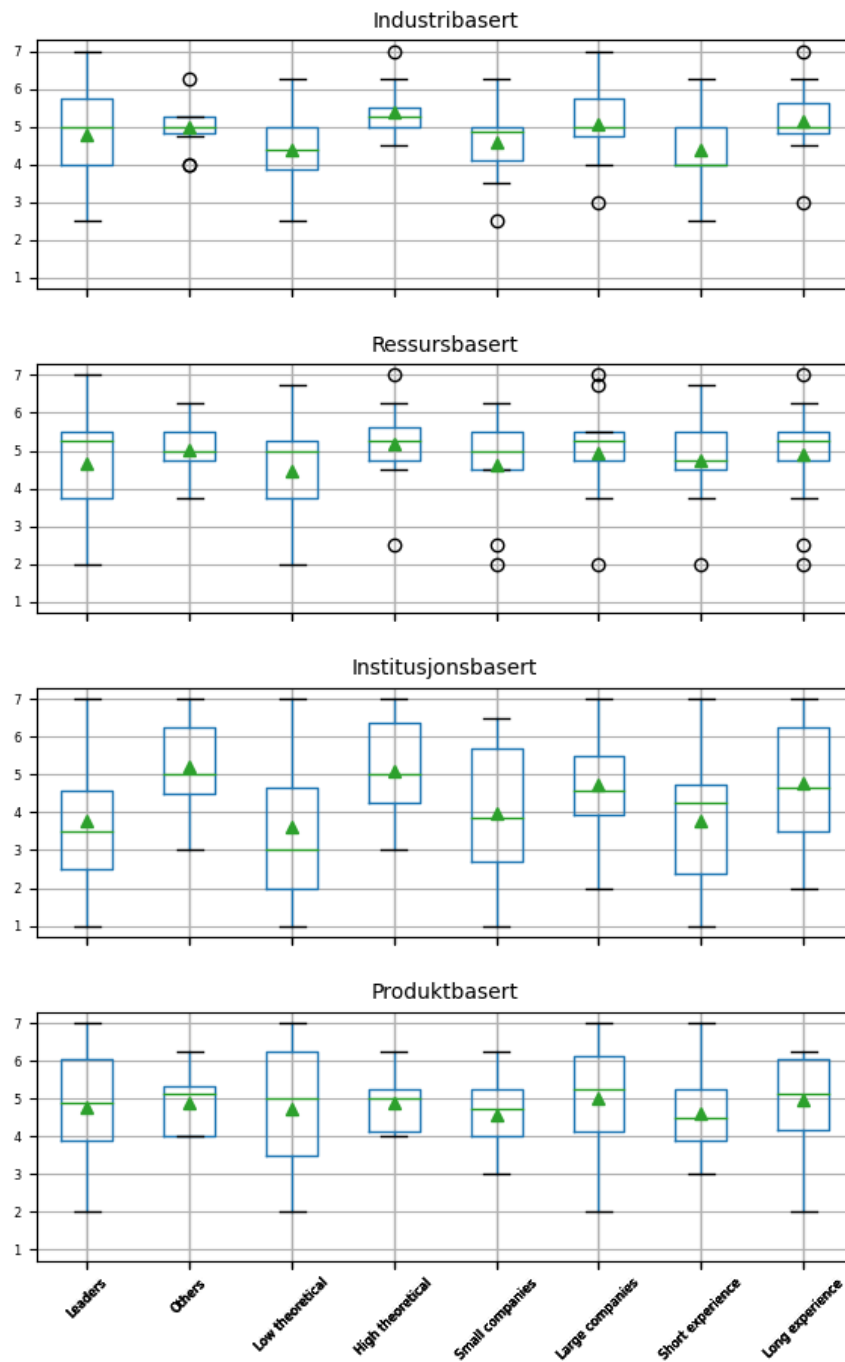 Industribasert
7
6
5
4
3
2
1
Ressursbasert
7
6
5
4
3
2
1
Institusjonsbasert
7
6
5
4
3
2
1
Produktbasert
7
6
5
4
3
2
1
Leaders
Others
Low theoretical
High theoretical
Small companies
Large companies
Short experience
Long experience